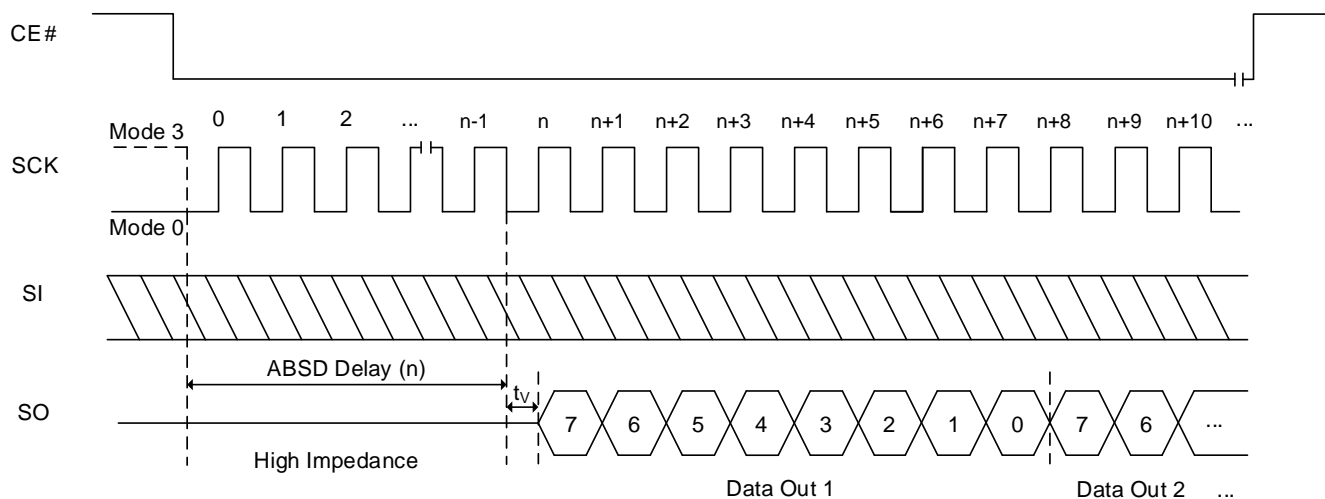 CE#
0 1 2 ... n-1 n n+1 n+2 n+3 n+4 n+5 n+6 n+7 n+8 n+9 n+10 ...
Mode 3
SCK
Mode 0
SI
ABSD Delay (n)
tV
SO
7 6 5 4 3 2 1 0 7 6 ...
High Impedance
Data Out 1 Data Out 2 ...